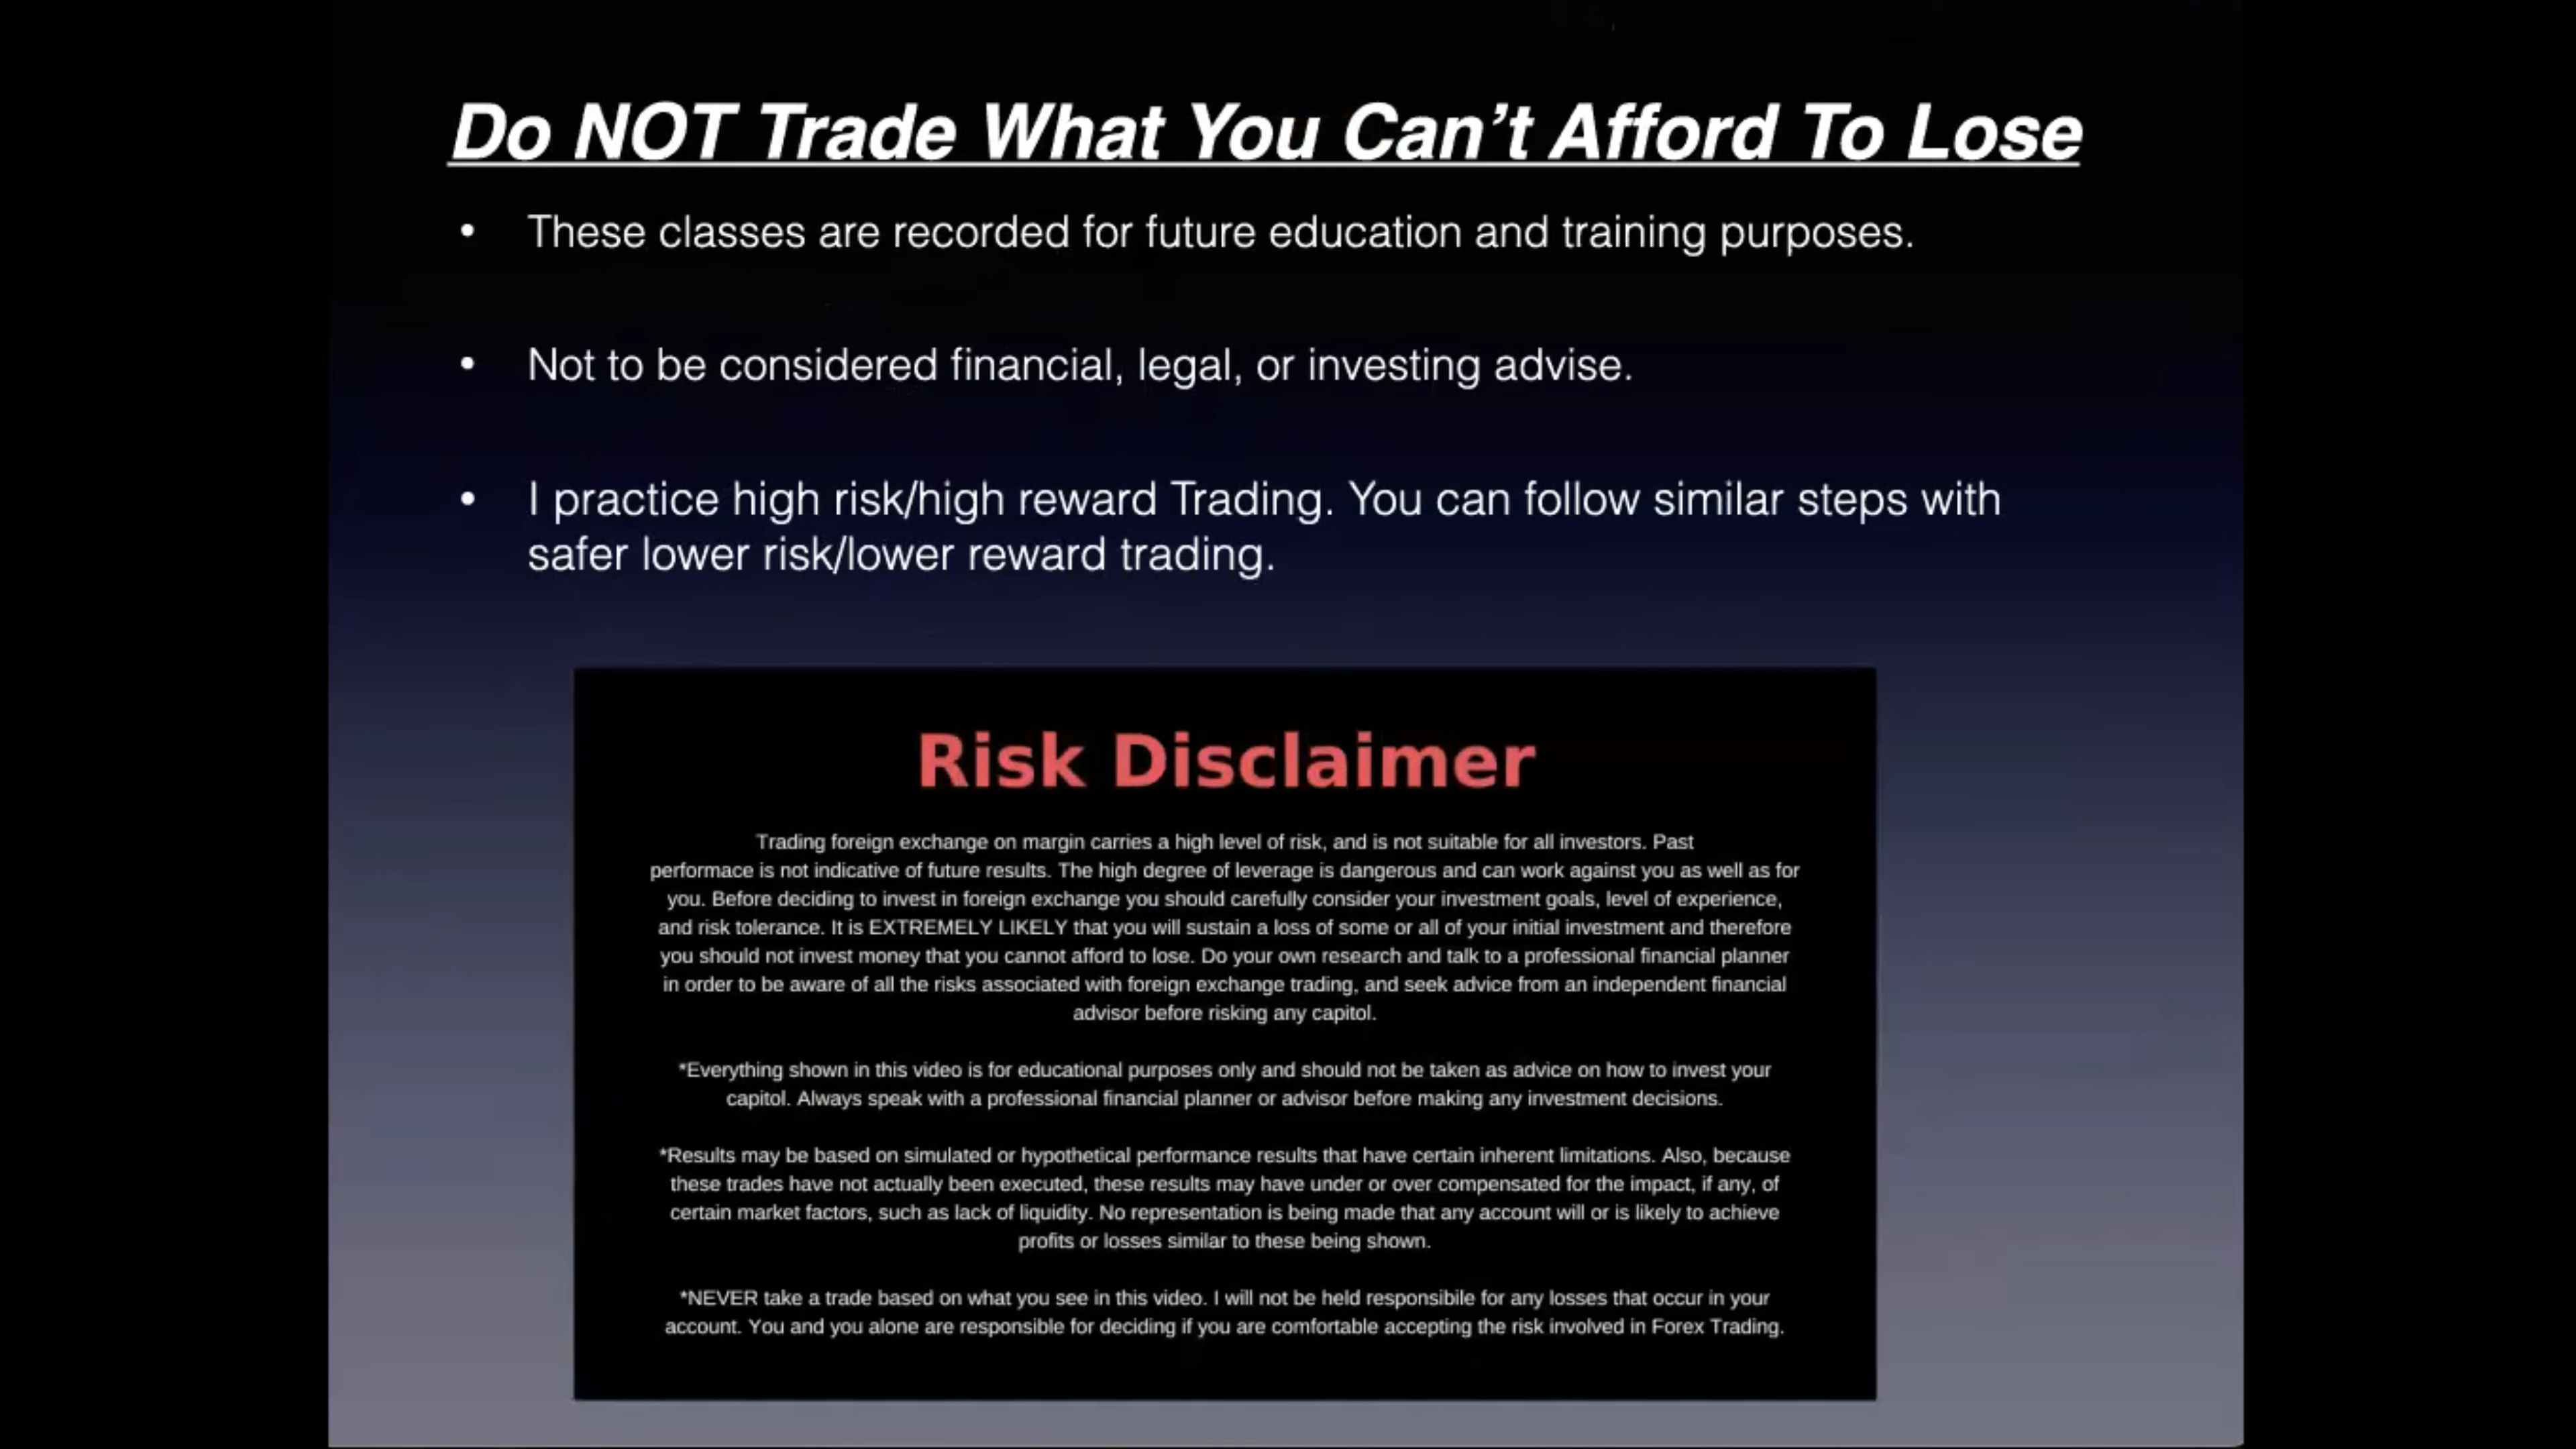 Do NOT Trade What You Can't Afford To Lose
• These classes are recorded for future education and training purposes.
• Not to be considered financial, legal, or investing advise.
• I practice high risk/high reward Trading. You can follow similar steps with
safer lower risk/lower reward trading.
Risk Disclaimer
Trading foreign exchange on margin carries a high level of risk, and is not suitable for all investors. Past
performace is not indicative of future results. The high degree of leverage is dangerous and can work against you as well as for
you. Before deciding to invest in foreign exchange you should carefully consider your investment goals, level of experience,
and risk tolerance. It is EXTREMELY LIKELY that you will sustain a loss of some or all of your initial investment and therefore
you should not invest money that you cannot afford to lose. Do your own research and talk to a professional financial planner
in order to be aware of all the risks associated with foreign exchange trading, and seek advice from an independent financial
advisor before risking any capitol.
*Everything shown in this video is for educational purposes only and should not be taken as advice on how to invest your
capitol. Always speak with a professional financial planner or advisor before making any investment decisions.
*Results may be based on simulated or hypothetical performance results that have certain inherent limitations. Also, because
these trades have not actually been executed, these results may have under or over compensated for the impact, if any, of
certain market factors, such as lack of liquidity. No representation is being made that any account will or is likely to achieve
profits or losses similar to these being shown.
*NEVER take a trade based on what you see in this video. I will not be held responsibile for any losses that occur in your
account. You and you alone are responsible for deciding if you are comfortable accepting the risk involved in Forex Trading.